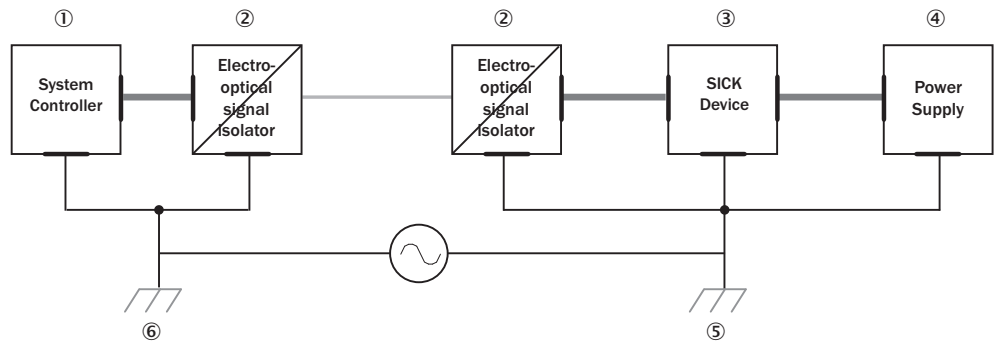 ① ② ② ③ ④
System
Controller
Electro-
optical
signal
isolator
Electro-
optical
signal
isolator
SICK
Device
Power
Supply
⑥ ⑤